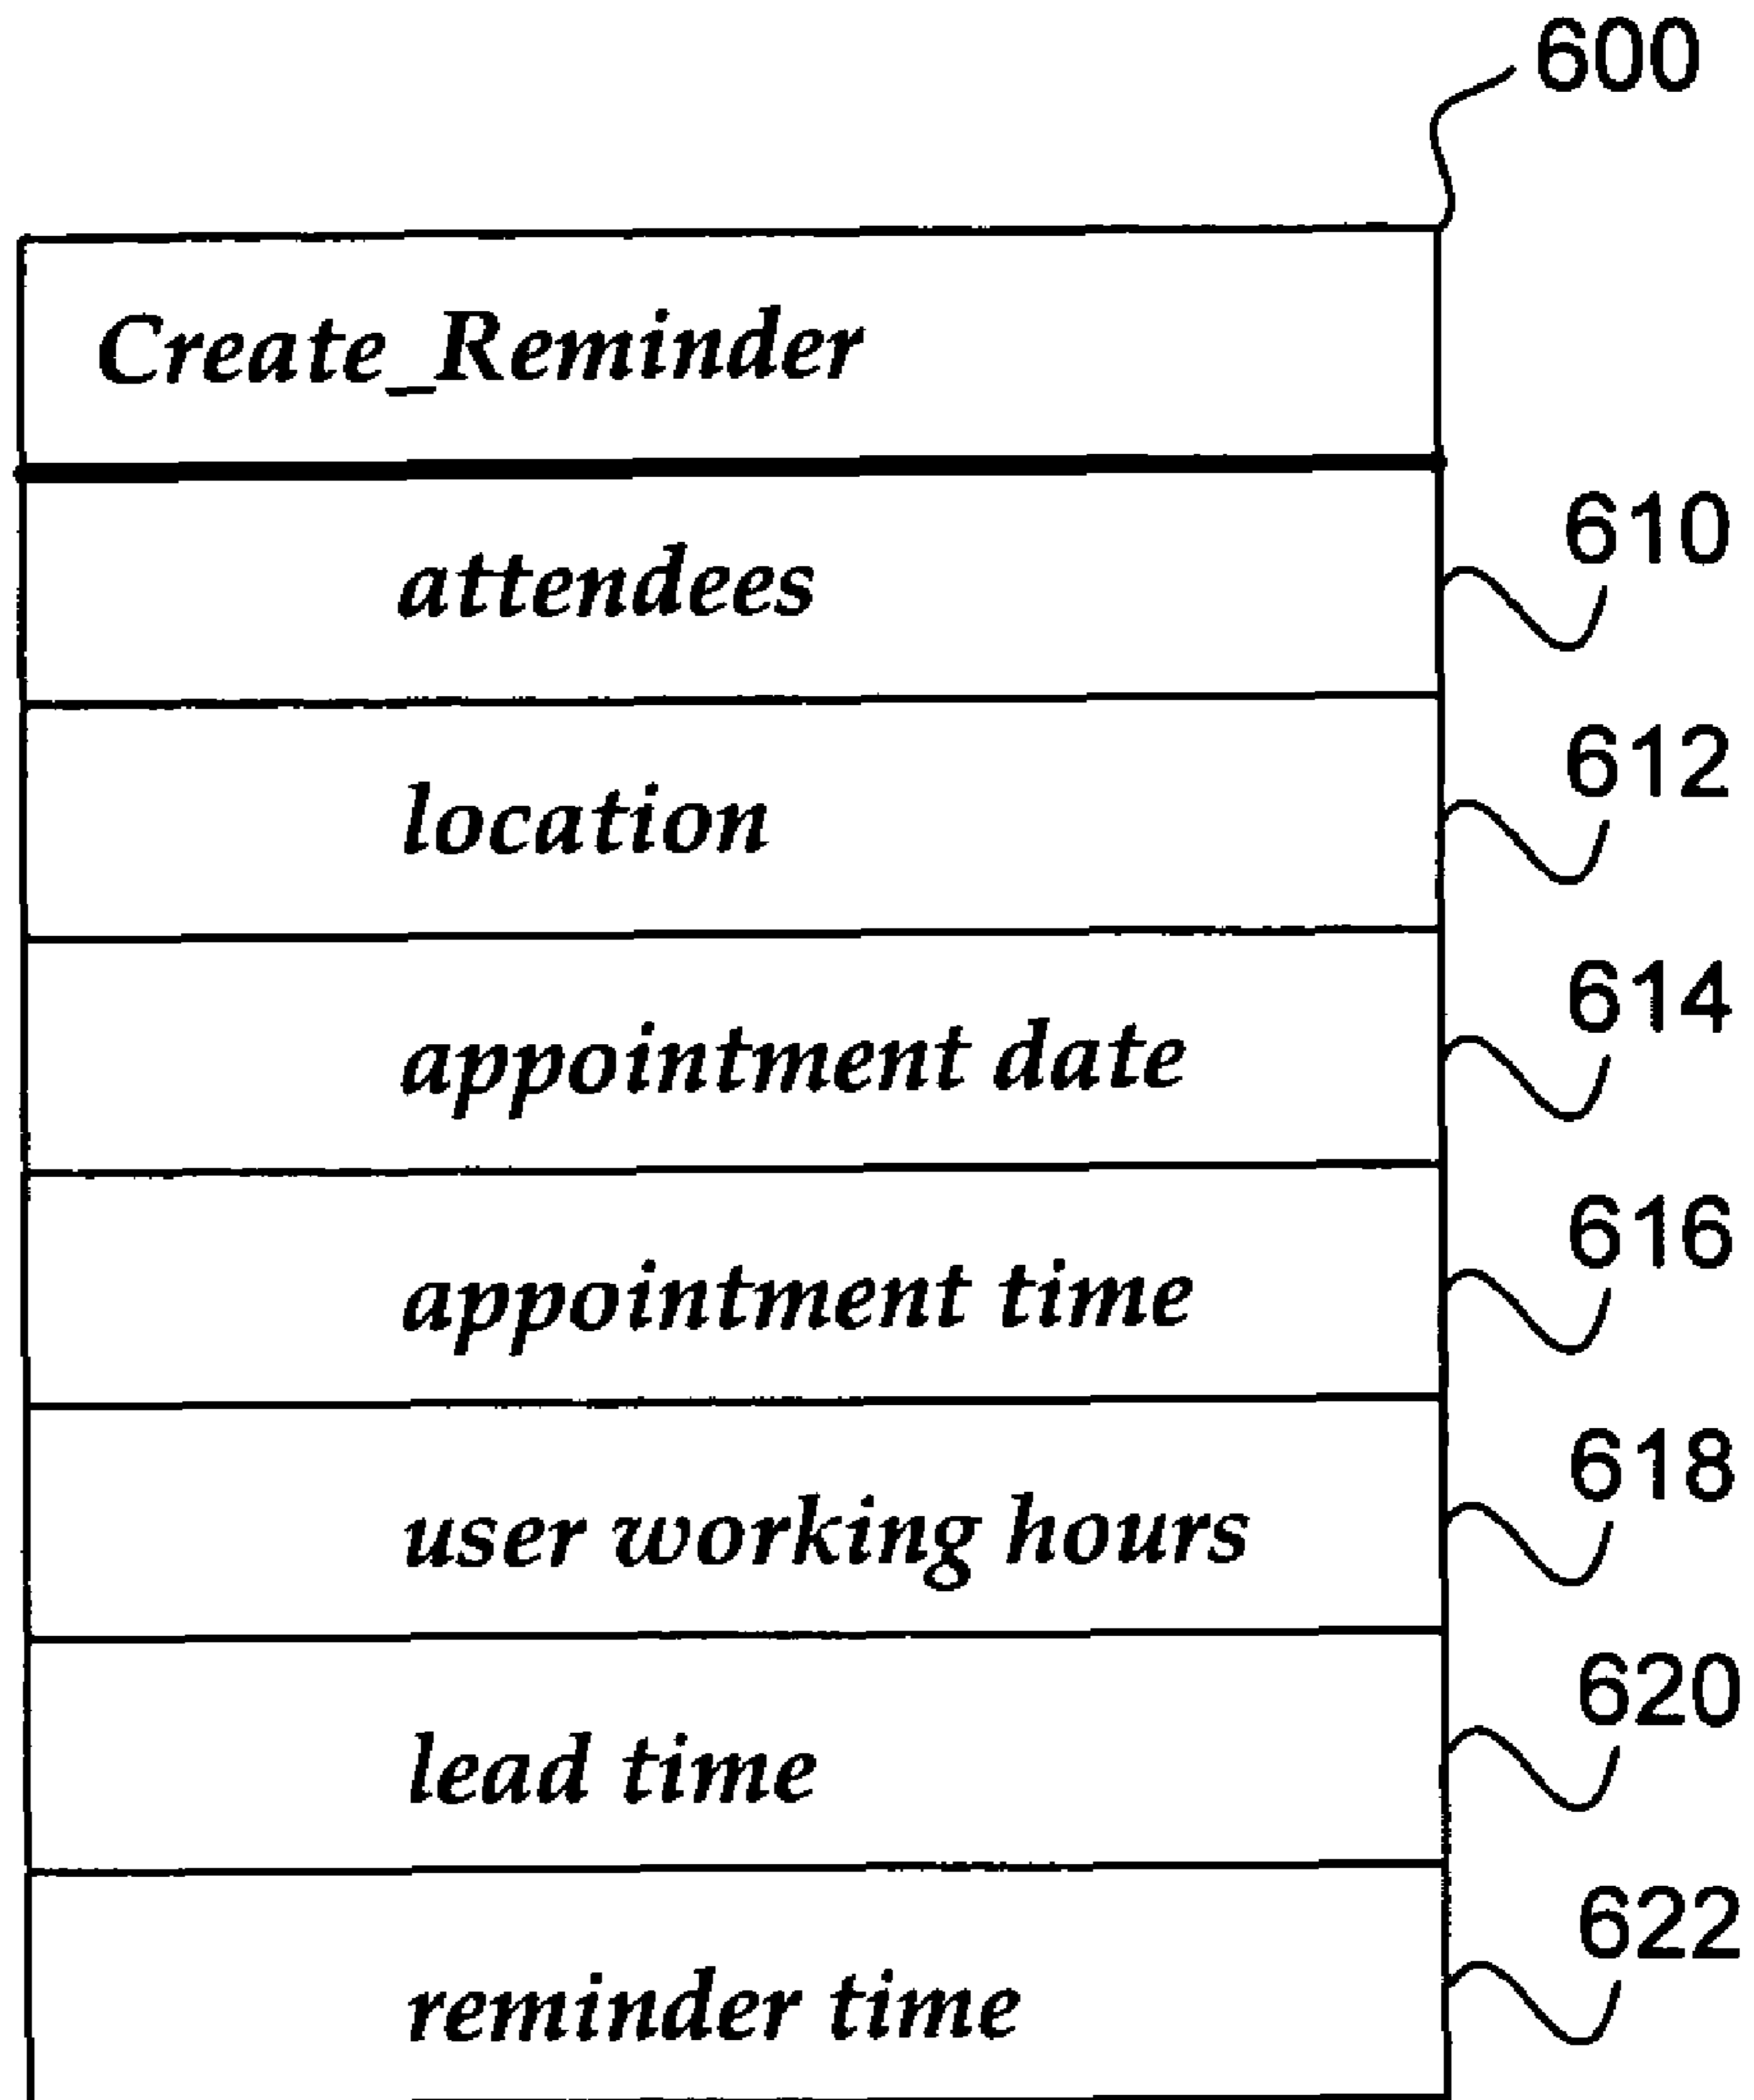 600
Create_Reminder
attendees
610
location
612
appointment date
614
appointment time
616
user working hours
618
lead time
620
reminder time
622